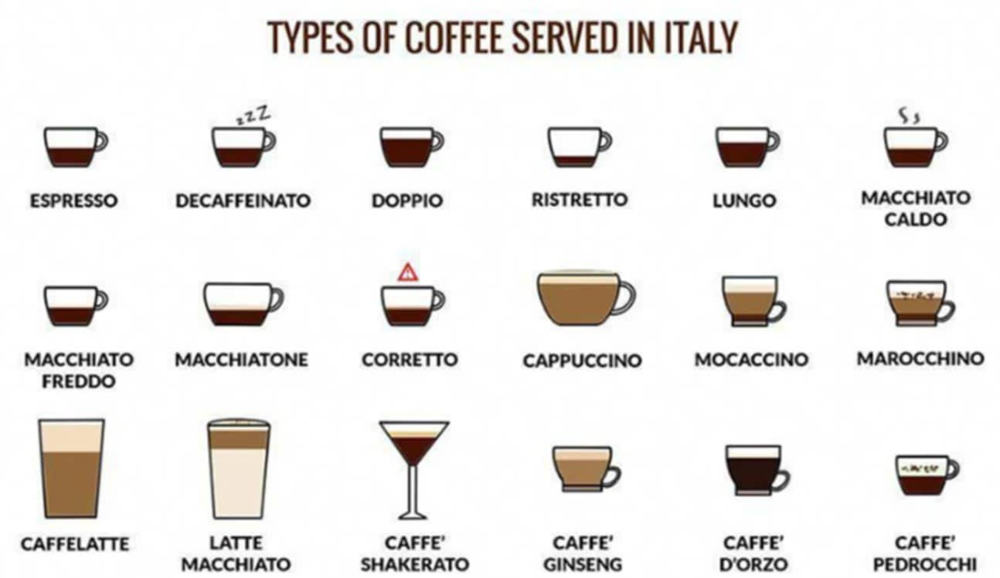 TYPES OF COFFEE SERVED IN ITALY
zzZ
ESPRESSO
DECAFFEINATO
DOPPIO
RISTRETTO
LUNGO
MACCHIATO
CALDO
MACCHIATO
FREDDO
MACCHIATONE
CORRETTO
CAPPUCCINO
MOCACCINO
MAROCCHINO
CAFFELATTE
LATTE
MACCHIATO
CAFFE'
SHAKERATO
CAFFE'
GINSENG
CAFFE'
D'ORZO
CAFFE'
PEDROCCHI